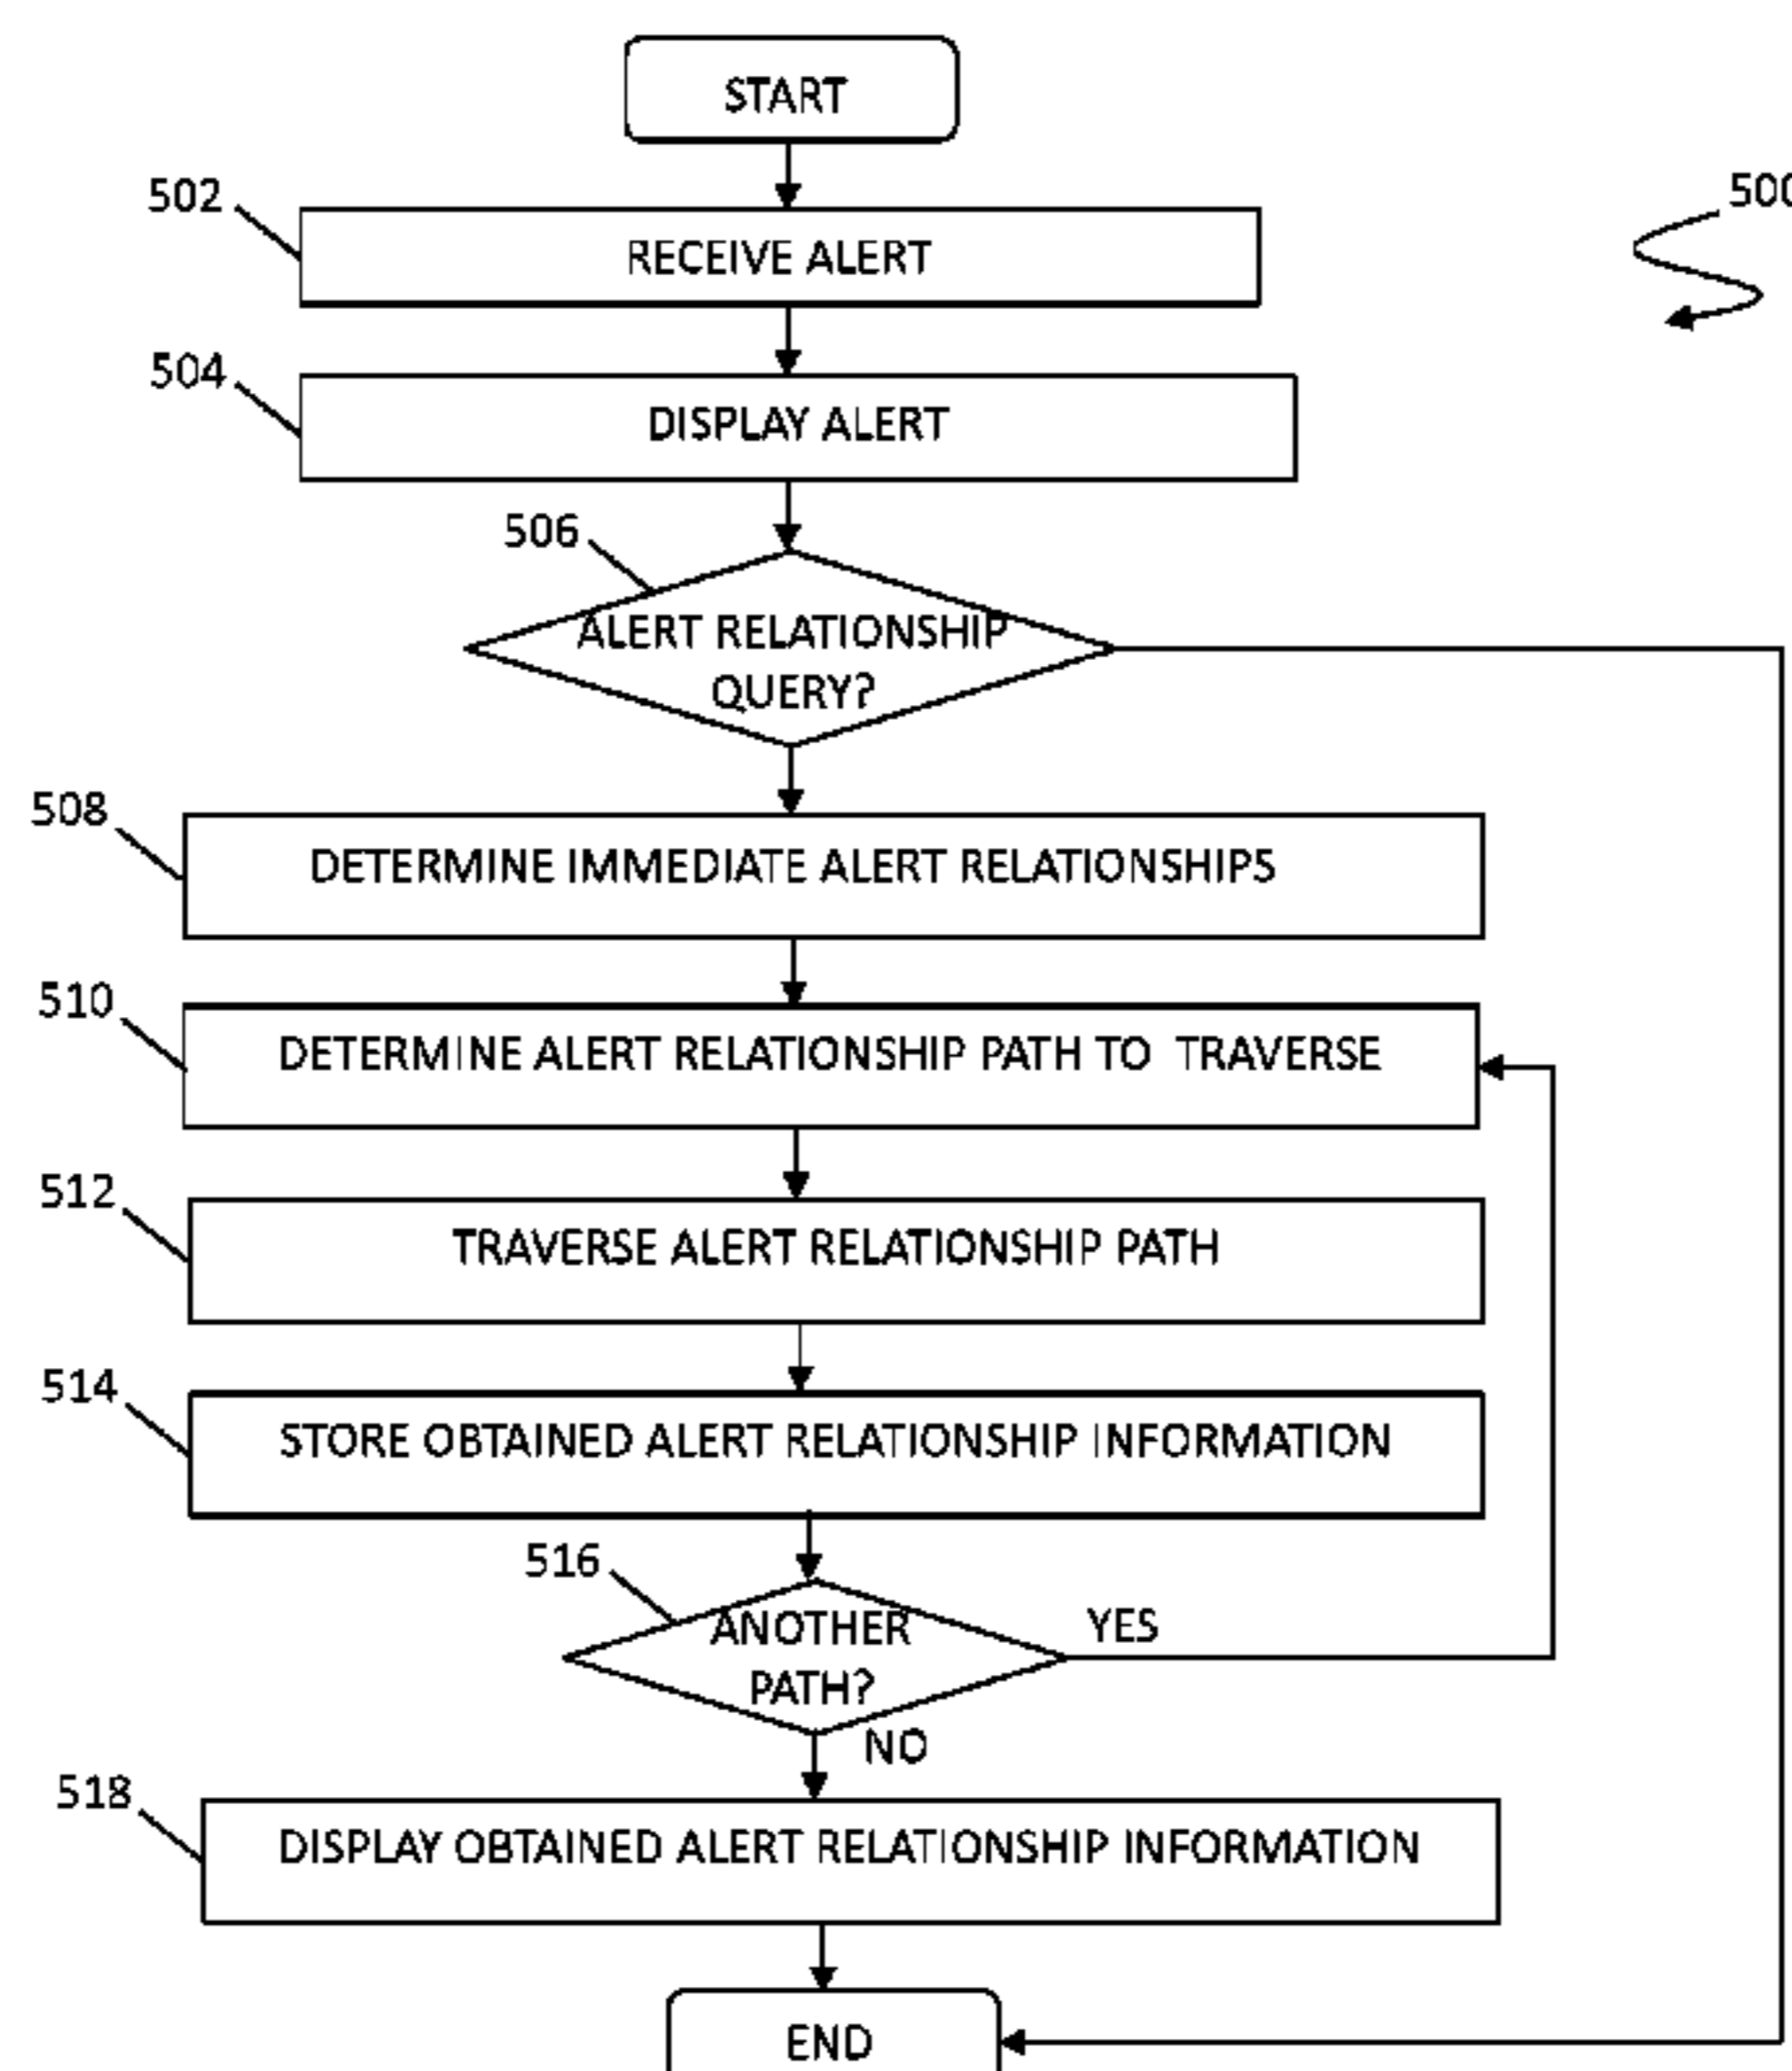 START
502
RECEIVE ALERT
500
504
DISPLAY ALERT
506
ALERT RELATIONSHIP
QUERY?
508
DETERMINE IMMEDIATE ALERT RELATIONSHIPS
510
DETERMINE ALERT RELATIONSHIP PATH TO TRAVERSE
512
TRAVERSE ALERT RELATIONSHIP PATH
514
STORE OBTAINED ALERT RELATIONSHIP INFORMATION
516
ANOTHER
PATH?
YES
NO
518
DISPLAY OBTAINED ALERT RELATIONSHIP INFORMATION
END